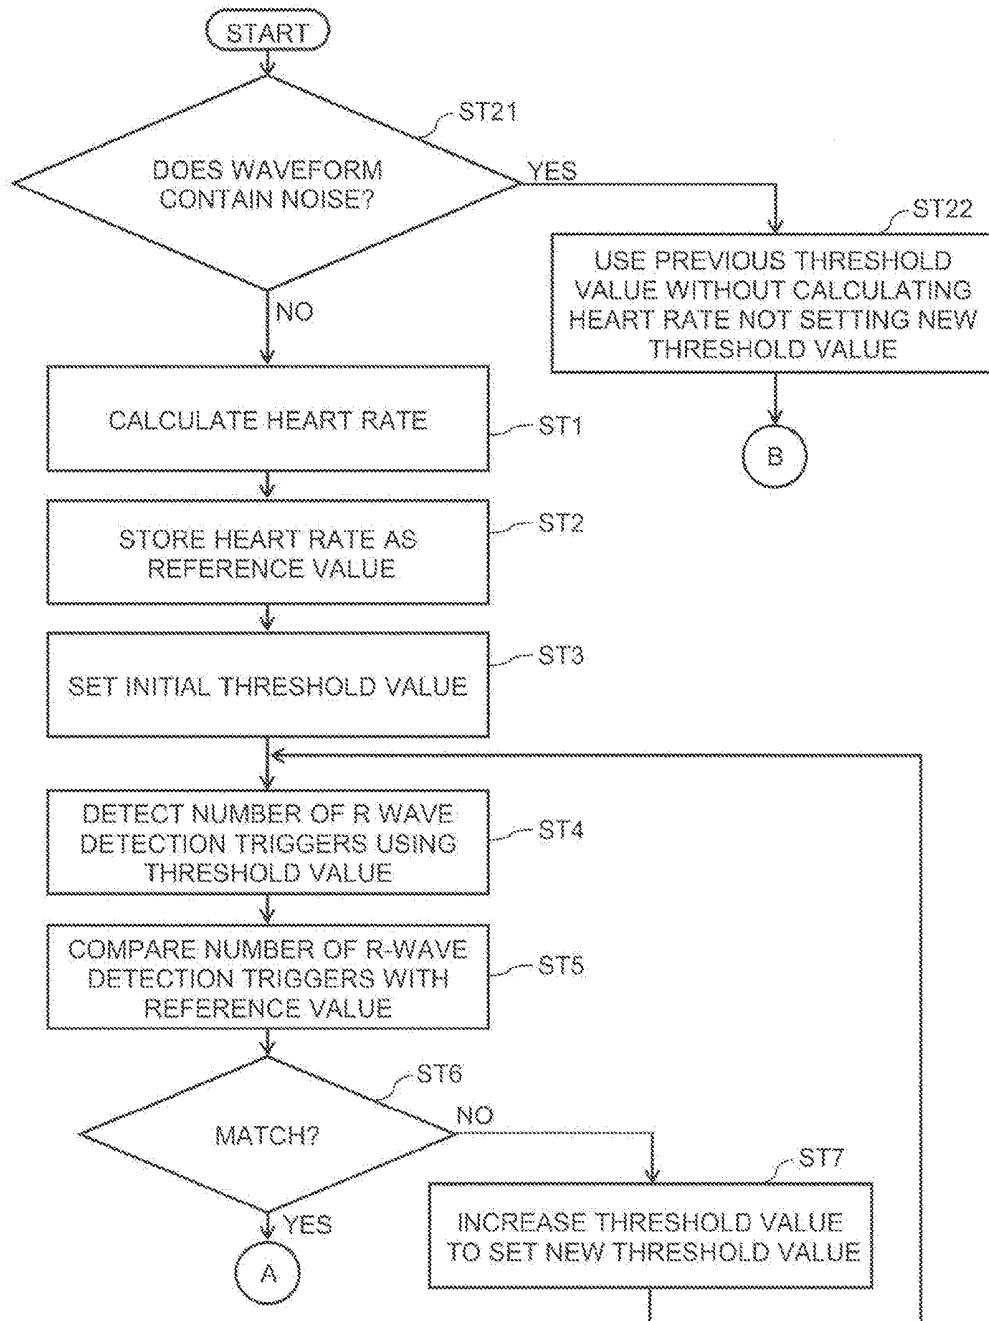 START
ST21
DOES WAVEFORM
CONTAIN NOISE?
YES
ST22
USE PREVIOUS THRESHOLD
VALUE WITHOUT CALCULATING
HEART RATE NOT SETTING NEW
THRESHOLD VALUE
NO
B
CALCULATE HEART RATE
ST1
STORE HEART RATE AS
REFERENCE VALUE
ST2
SET INITIAL THRESHOLD VALUE
ST3
DETECT NUMBER OF R WAVE
DETECTION TRIGGERS USING
THRESHOLD VALUE
ST4
COMPARE NUMBER OF R-WAVE
DETECTION TRIGGERS WITH
REFERENCE VALUE
ST5
ST6
MATCH?
NO
ST7
INCREASE THRESHOLD VALUE
TO SET NEW THRESHOLD VALUE
YES
A